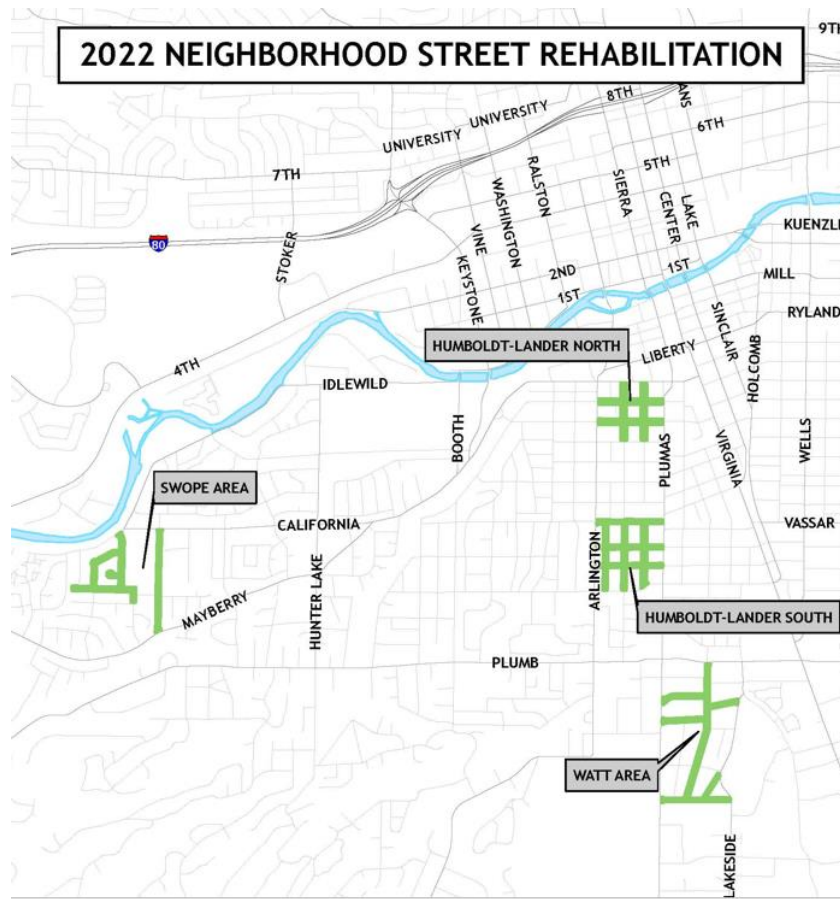 2022 NEIGHBORHOOD STREET REHABILITATION
9TH
8TH
ANS
UNIVERSITY
UNIVERSITY
6TH
5TH
7TH
RALSTON
SIERRA
WASHINGTON
LAKE
CENTER
VINE
KUENZLI
80
STOKER
KEYSTONE
2ND
1ST
1ST
MILL
RYLAND
SINCLAIR
HUMBOLDT-LANDER NORTH
LIBERTY
HOLCOMB
4TH
IDLEWILD
BOOTH
PLUMAS
VIRGINIA
WELLS
SWOPE AREA
CALIFORNIA
VASSAR
ARLINGTON
HUNTER LAKE
MAYBERRY
HUMBOLDT-LANDER SOUTH
PLUMB
WATT AREA
LAKESIDE